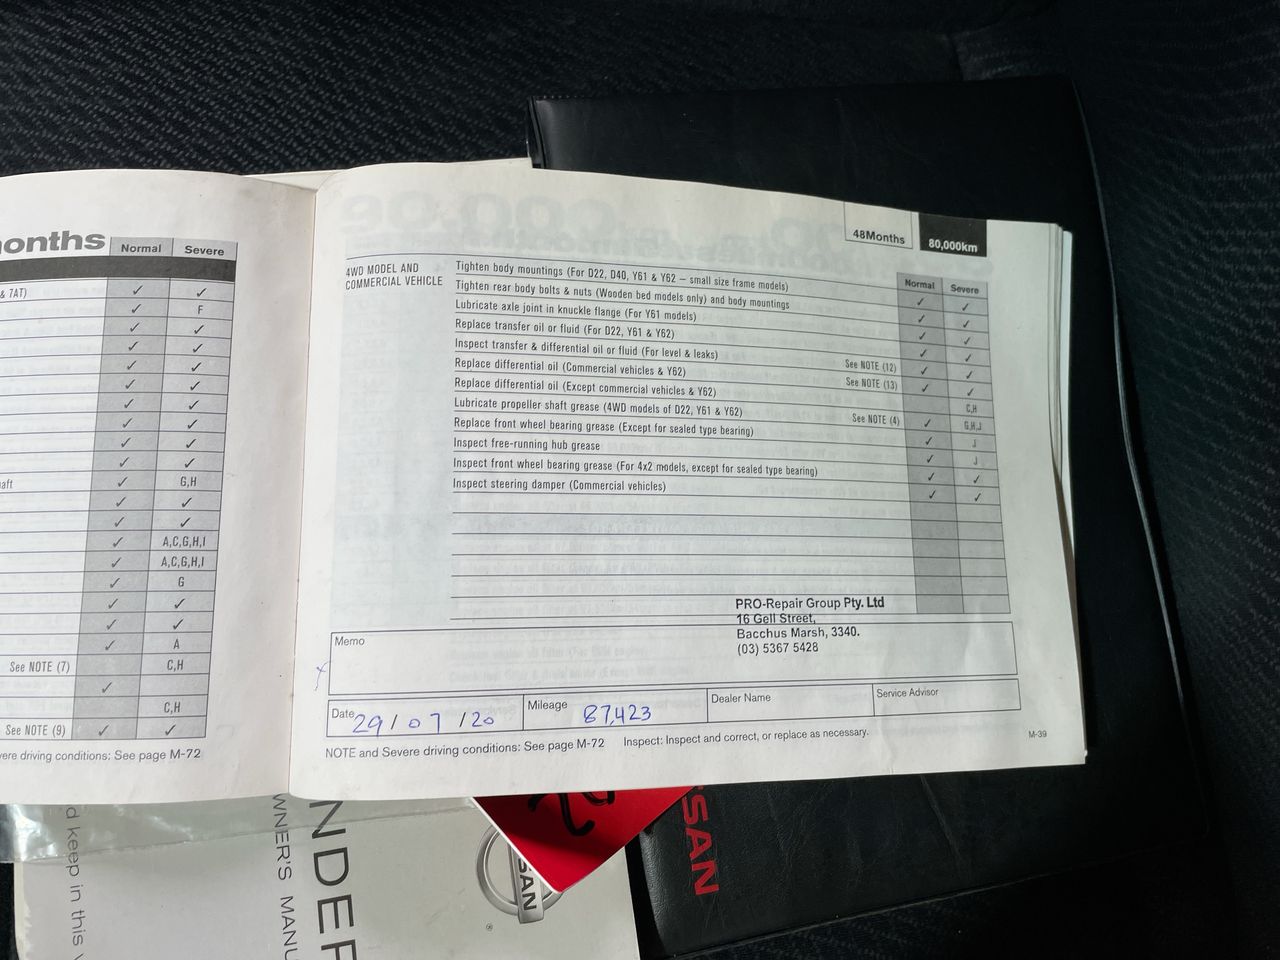 onths
Normal Severe
& 7AT) ✓ ✓
✓ F
✓ ✓
✓ ✓
✓ ✓
✓ ✓
✓ ✓
✓ ✓
✓ ✓
✓ ✓
aft ✓ G,H
✓ ✓
✓ ✓
✓ A,C,G,H,I
✓ A,C,G,H,I
✓ G
✓ ✓
✓ ✓
✓ A
See NOTE (7) C,H
✓
C,H
See NOTE (9) ✓ ✓
vere driving conditions: See page M-72
48Months 80,000km
4WD MODEL AND
COMMERCIAL VEHICLE
Normal Severe
Tighten body mountings (For D22, D40, Y61 & Y62 – small size frame models) ✓ ✓
Tighten rear body bolts & nuts (Wooden bed models only) and body mountings ✓ ✓
Lubricate axle joint in knuckle flange (For Y61 models) ✓ ✓
Replace transfer oil or fluid (For D22, Y61 & Y62) ✓ ✓
Inspect transfer & differential oil or fluid (For level & leaks) See NOTE (12) ✓ ✓
Replace differential oil (Commercial vehicles & Y62) See NOTE (13) ✓ ✓
Replace differential oil (Except commercial vehicles & Y62) C,H
Lubricate propeller shaft grease (4WD models of D22, Y61 & Y62) See NOTE (4) ✓ G,H,J
Replace front wheel bearing grease (Except for sealed type bearing) ✓ J
Inspect free-running hub grease ✓ J
Inspect front wheel bearing grease (For 4x2 models, except for sealed type bearing) ✓ ✓
Inspect steering damper (Commercial vehicles) ✓ ✓
PRO-Repair Group Pty. Ltd
16 Gell Street,
Bacchus Marsh, 3340.
(03) 5367 5428
Memo
Date 29/07/20 Mileage 87,423 Dealer Name Service Advisor
NOTE and Severe driving conditions: See page M-72 Inspect: Inspect and correct, or replace as necessary.
M-39
d keep in this v
WNER'S MANU
NDER
SAN
SSAN